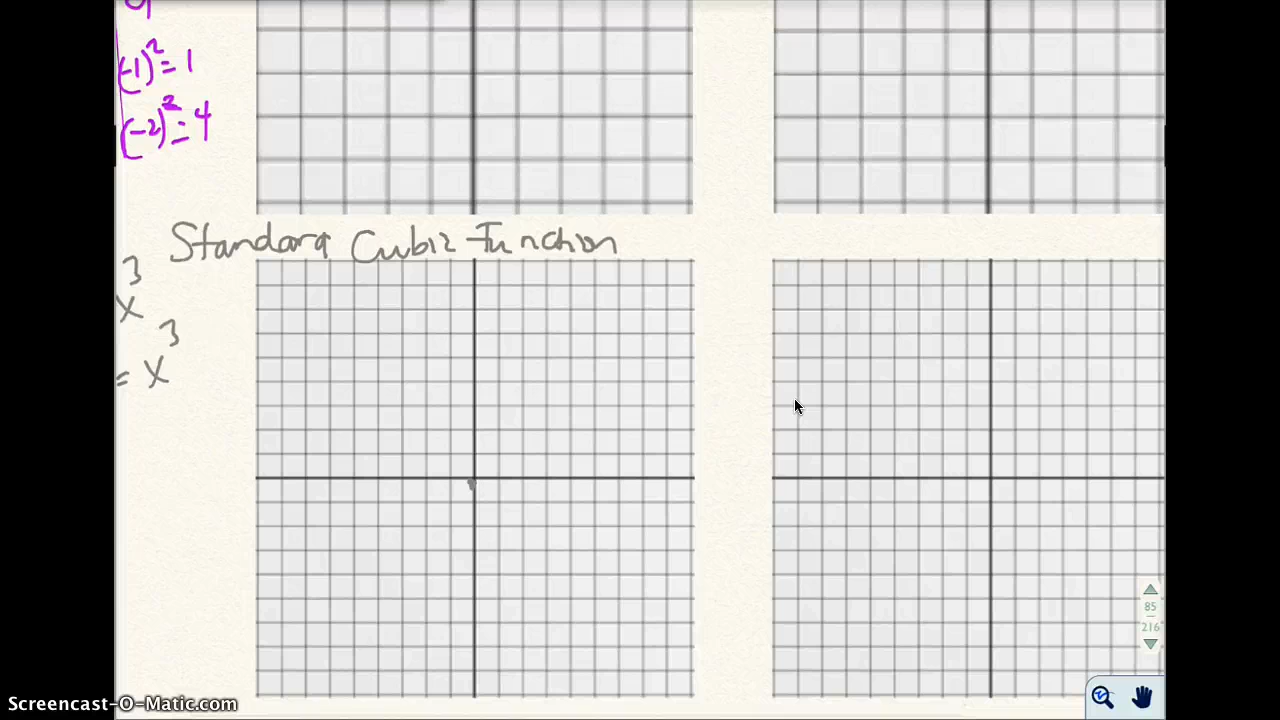 (-1)²=1
(-2)²=4
Standard Cubic Function
x³
= x³
85
216
Screencast-O-Matic.com